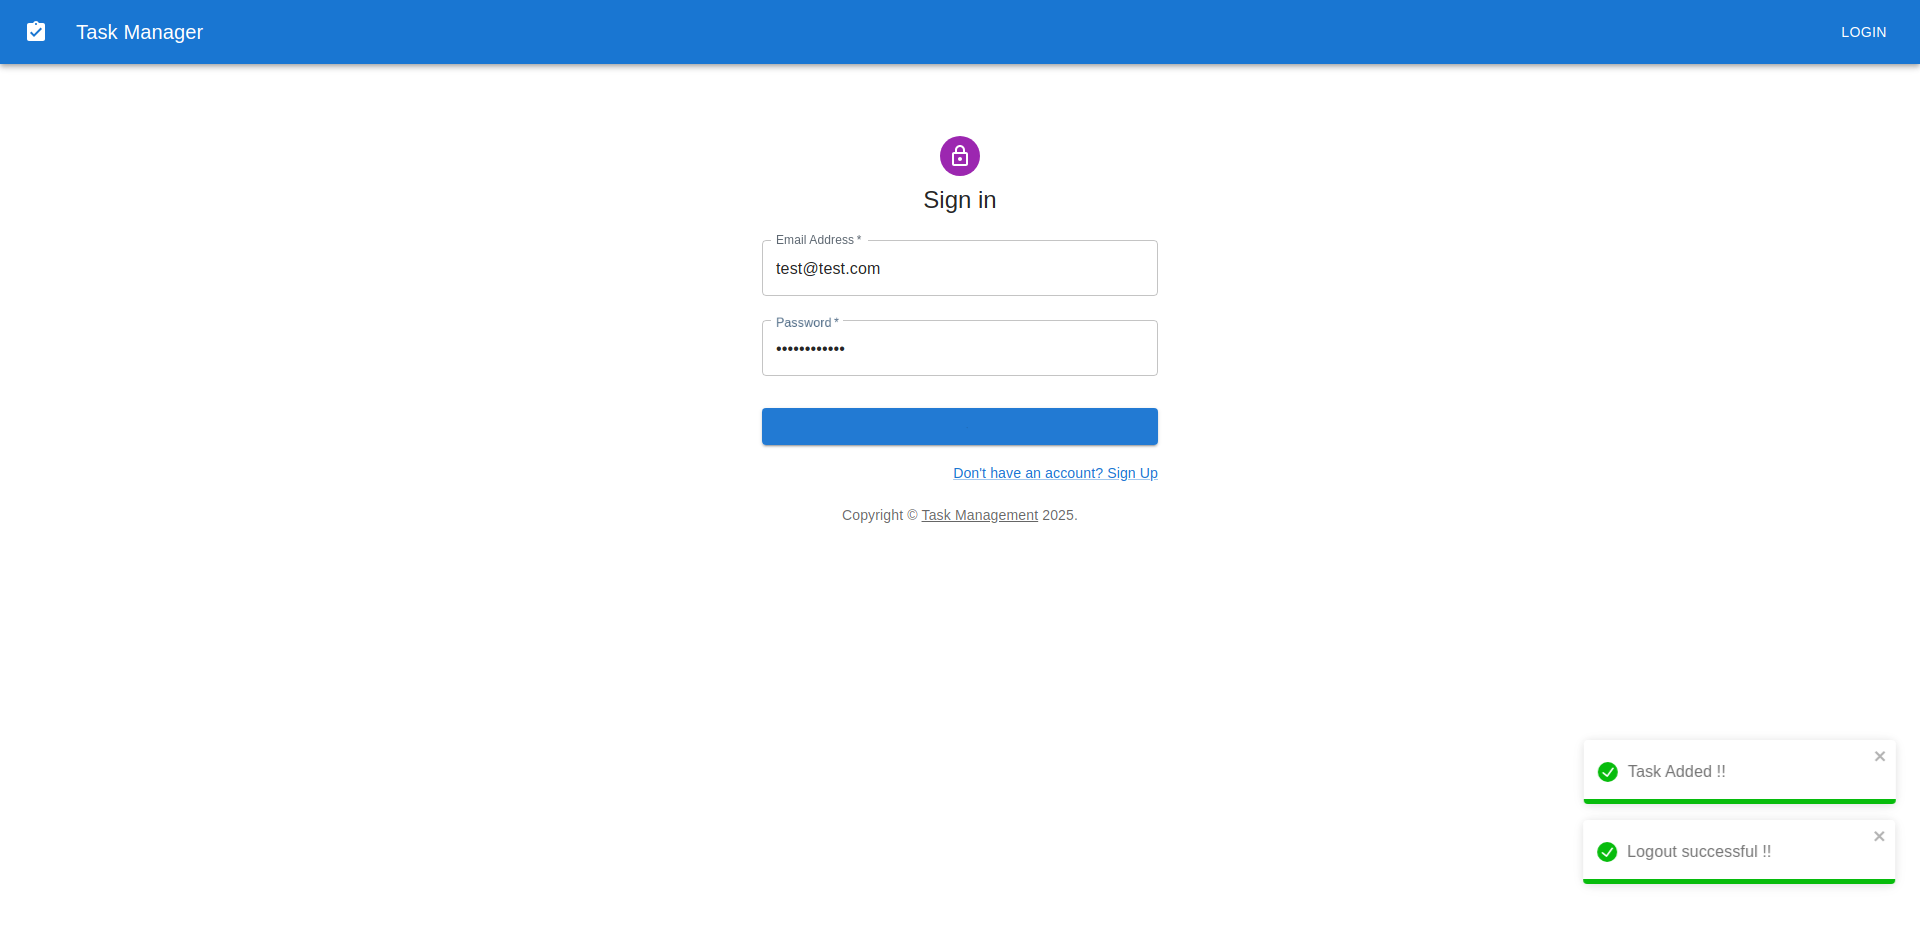 Task Manager
LOGIN
Sign in
Email Address *
test@test.com
Password *
••••••••••••
Don't have an account? Sign Up
Copyright © Task Management 2025.
Task Added !!
Logout successful !!